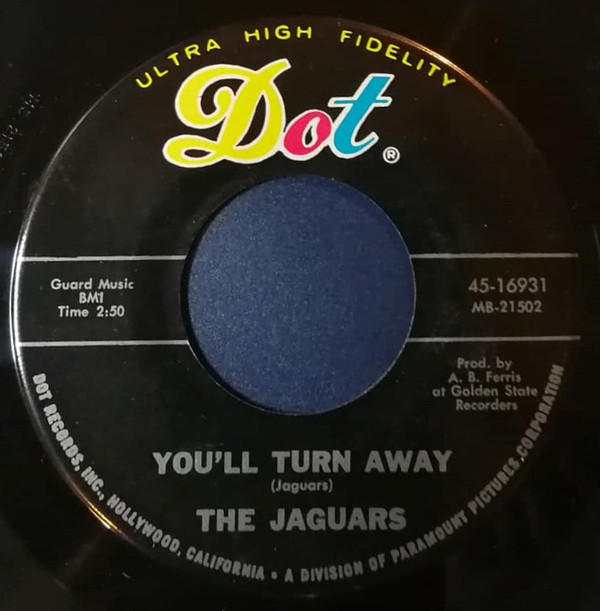 ULTRA HIGH FIDELITY
Dot®
Guard Music
BMI
Time 2:50
45-16931
MB-21502
Prod. by
A. B. Ferris
at Golden State
Recorders
YOU'LL TURN AWAY
(Jaguars)
THE JAGUARS
DOT RECORDS, INC., HOLLYWOOD, CALIFORNIA • A DIVISION OF PARAMOUNT PICTURES CORPORATION